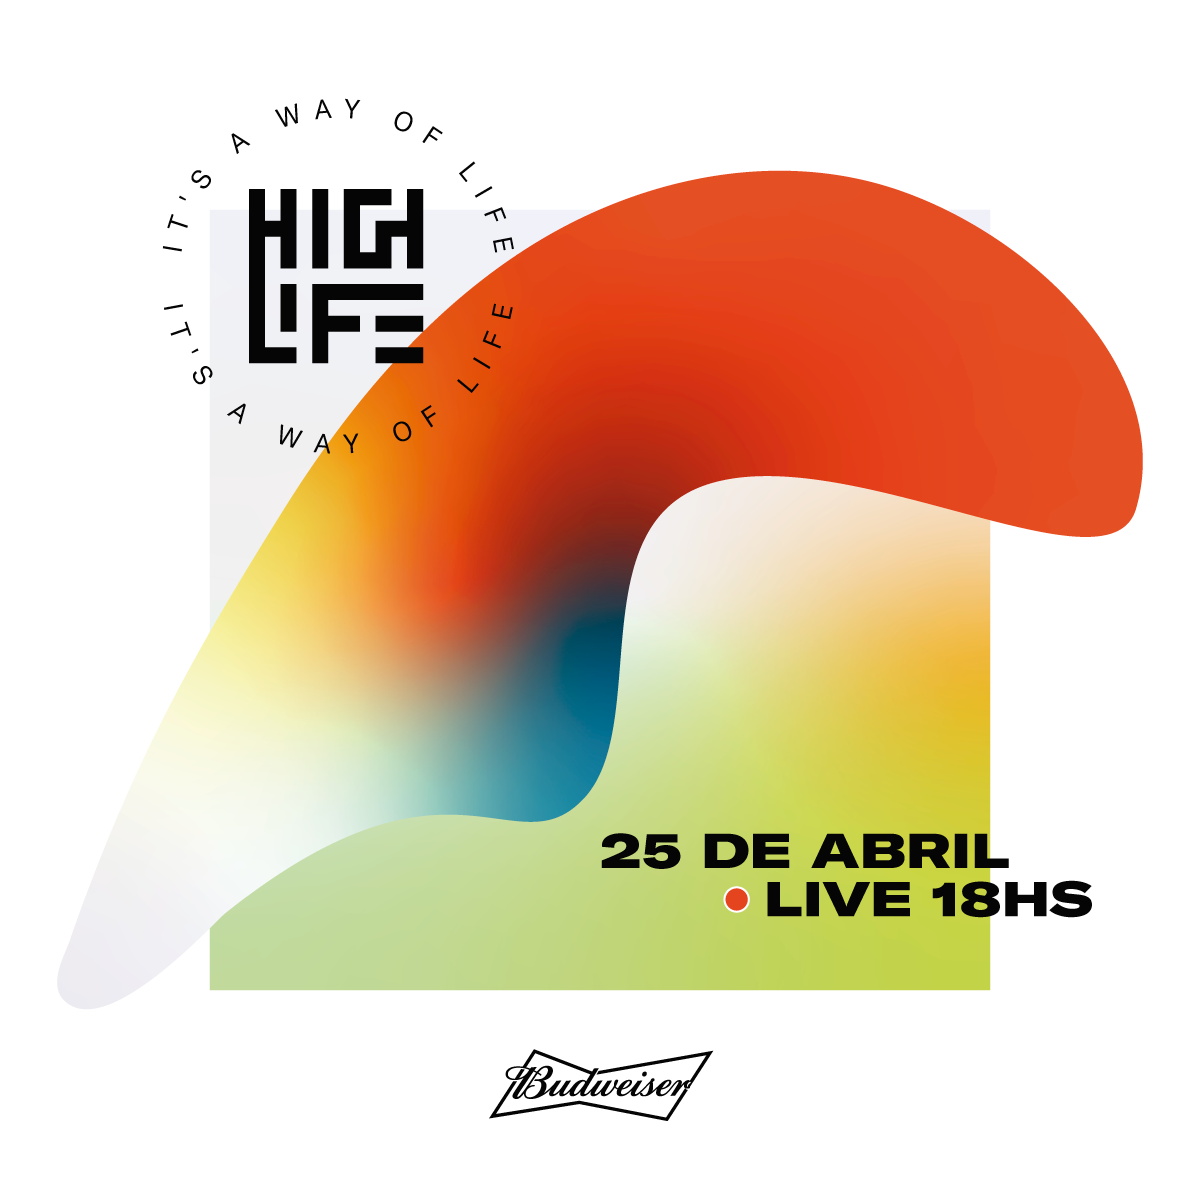 IT'S A WAY OF LIFE
HIGH
LIFE
IT'S A WAY OF LIFE
25 DE ABRIL
LIVE 18HS
Budweiser